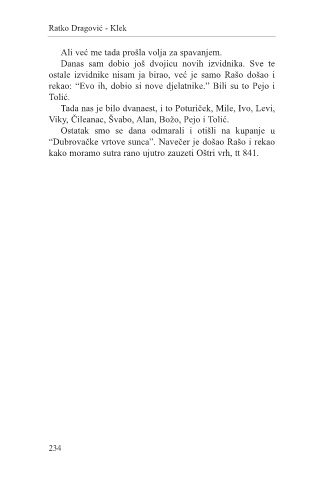 Ratko Dragović - Klek
Ali već me tada prošla volja za spavanjem.
Danas sam dobio još dvojicu novih izvidnika. Sve te
ostale izvidnike nisam ja birao, već je samo Rašo došao i
rekao: “Evo ih, dobio si nove djelatnike.” Bili su to Pejo i
Tolić.
Tada nas je bilo dvanaest, i to Poturiček, Mile, Ivo, Levi,
Viky, Čileanac, Švabo, Alan, Božo, Pejo i Tolić.
Ostatak smo se dana odmarali i otišli na kupanje u
“Dubrovačke vrtove sunca”. Navečer je došao Rašo i rekao
kako moramo sutra rano ujutro zauzeti Oštri vrh, tt 841.
234